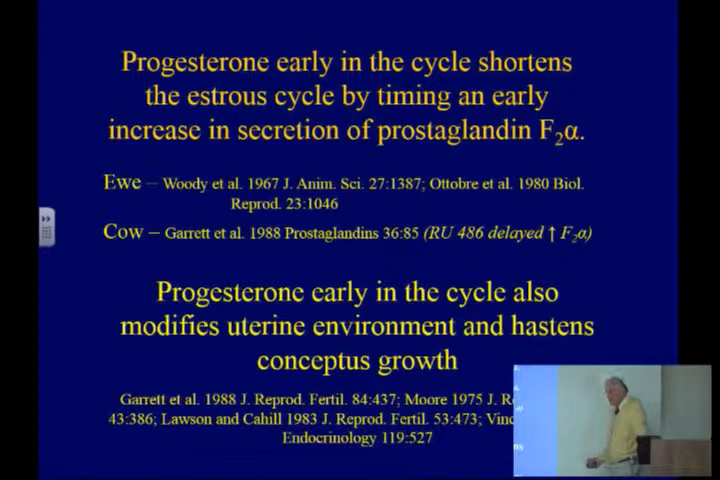 Progesterone early in the cycle shortens
the estrous cycle by timing an early
increase in secretion of prostaglandin F₂α.
Ewe – Woody et al. 1967 J. Anim. Sci. 27:1387; Ottobre et al. 1980 Biol.
Reprod. 23:1046
Cow – Garrett et al. 1988 Prostaglandins 36:85 (RU 486 delayed ↑ F₂α)
Progesterone early in the cycle also
modifies uterine environment and hastens
conceptus growth
Garrett et al. 1988 J. Reprod. Fertil. 84:437; Moore 1975 J.
43:386; Lawson and Cahill 1983 J. Reprod. Fertil. 53:473;
Endocrinology 119:527